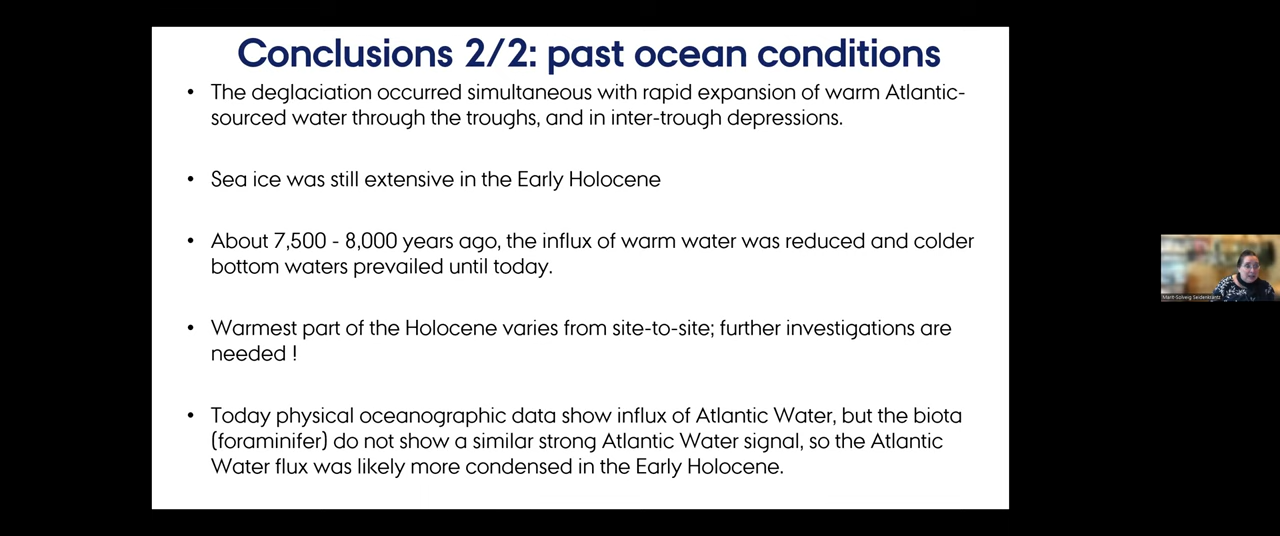 Conclusions 2/2: past ocean conditions
• The deglaciation occurred simultaneous with rapid expansion of warm Atlantic-
sourced water through the troughs, and in inter-trough depressions.
• Sea ice was still extensive in the Early Holocene
• About 7,500 - 8,000 years ago, the influx of warm water was reduced and colder
bottom waters prevailed until today.
• Warmest part of the Holocene varies from site-to-site; further investigations are
needed !
• Today physical oceanographic data show influx of Atlantic Water, but the biota
(foraminifer) do not show a similar strong Atlantic Water signal, so the Atlantic
Water flux was likely more condensed in the Early Holocene.
Marit-Solveig Seidenkrantz